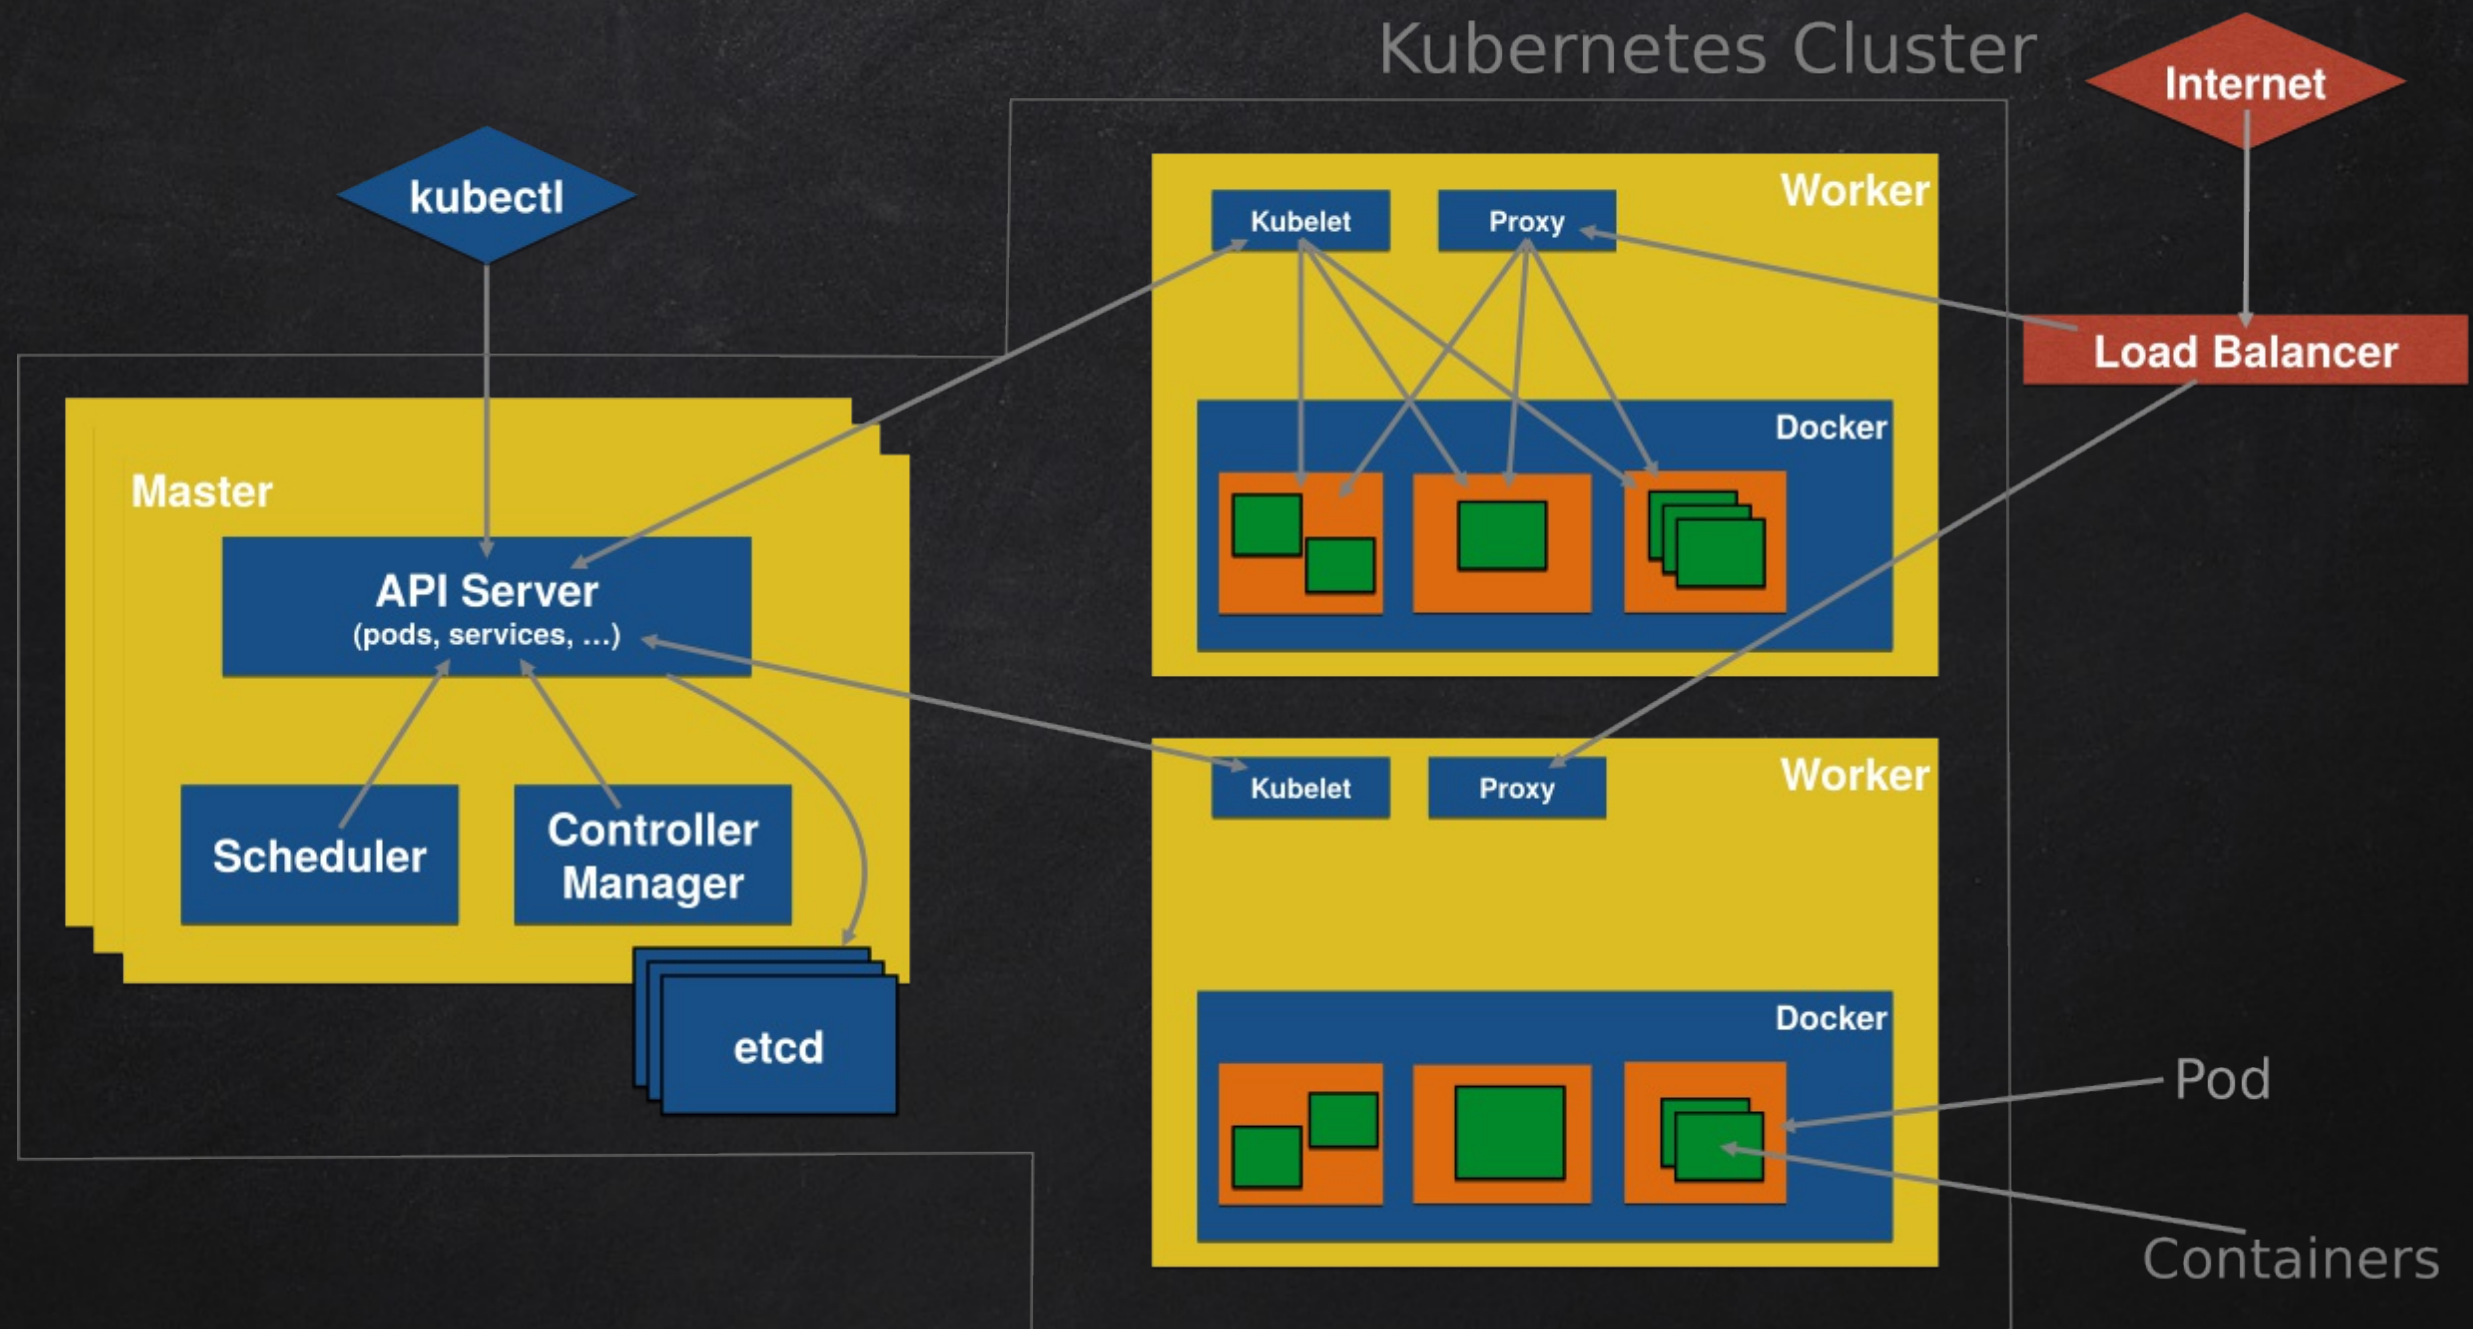 Kubernetes Cluster
Internet
kubectl
Worker
Kubelet
Proxy
Load Balancer
Docker
Master
API Server
(pods, services, ...)
Scheduler
Controller
Manager
etcd
Worker
Kubelet
Proxy
Docker
Pod
Containers